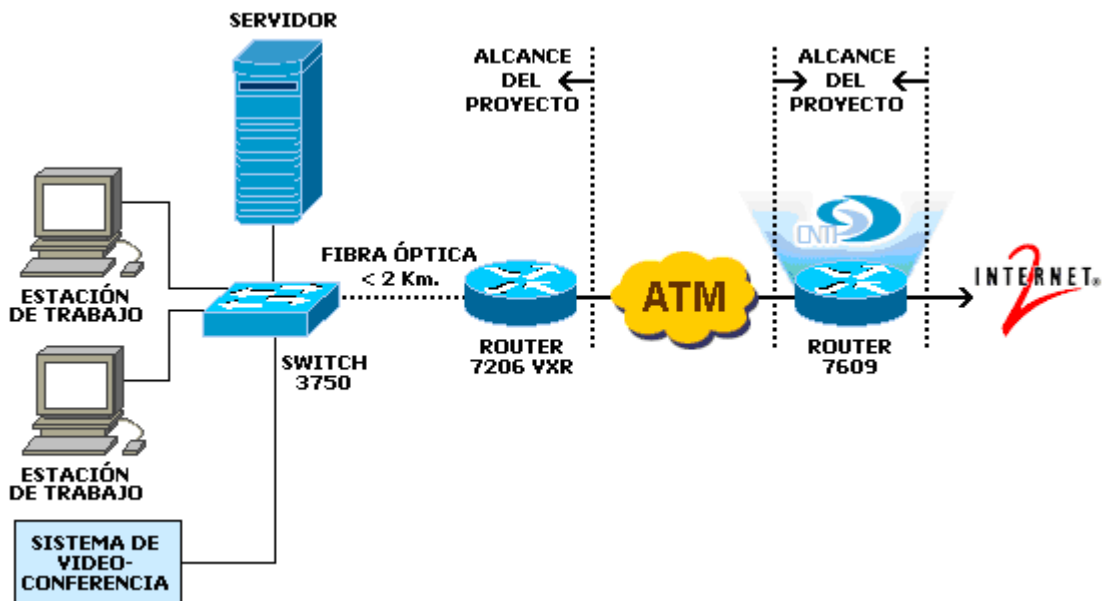 SERVIDOR
ALCANCE
DEL
PROYECTO
ALCANCE
DEL
PROYECTO
CNTI
ESTACIÓN
DE TRABAJO
FIBRA ÓPTICA
< 2 Km.
ATM
INTERNET®
2
SWITCH
3750
ROUTER
7206 VXR
ROUTER
7609
ESTACIÓN
DE TRABAJO
SISTEMA DE
VIDEO-
CONFERENCIA